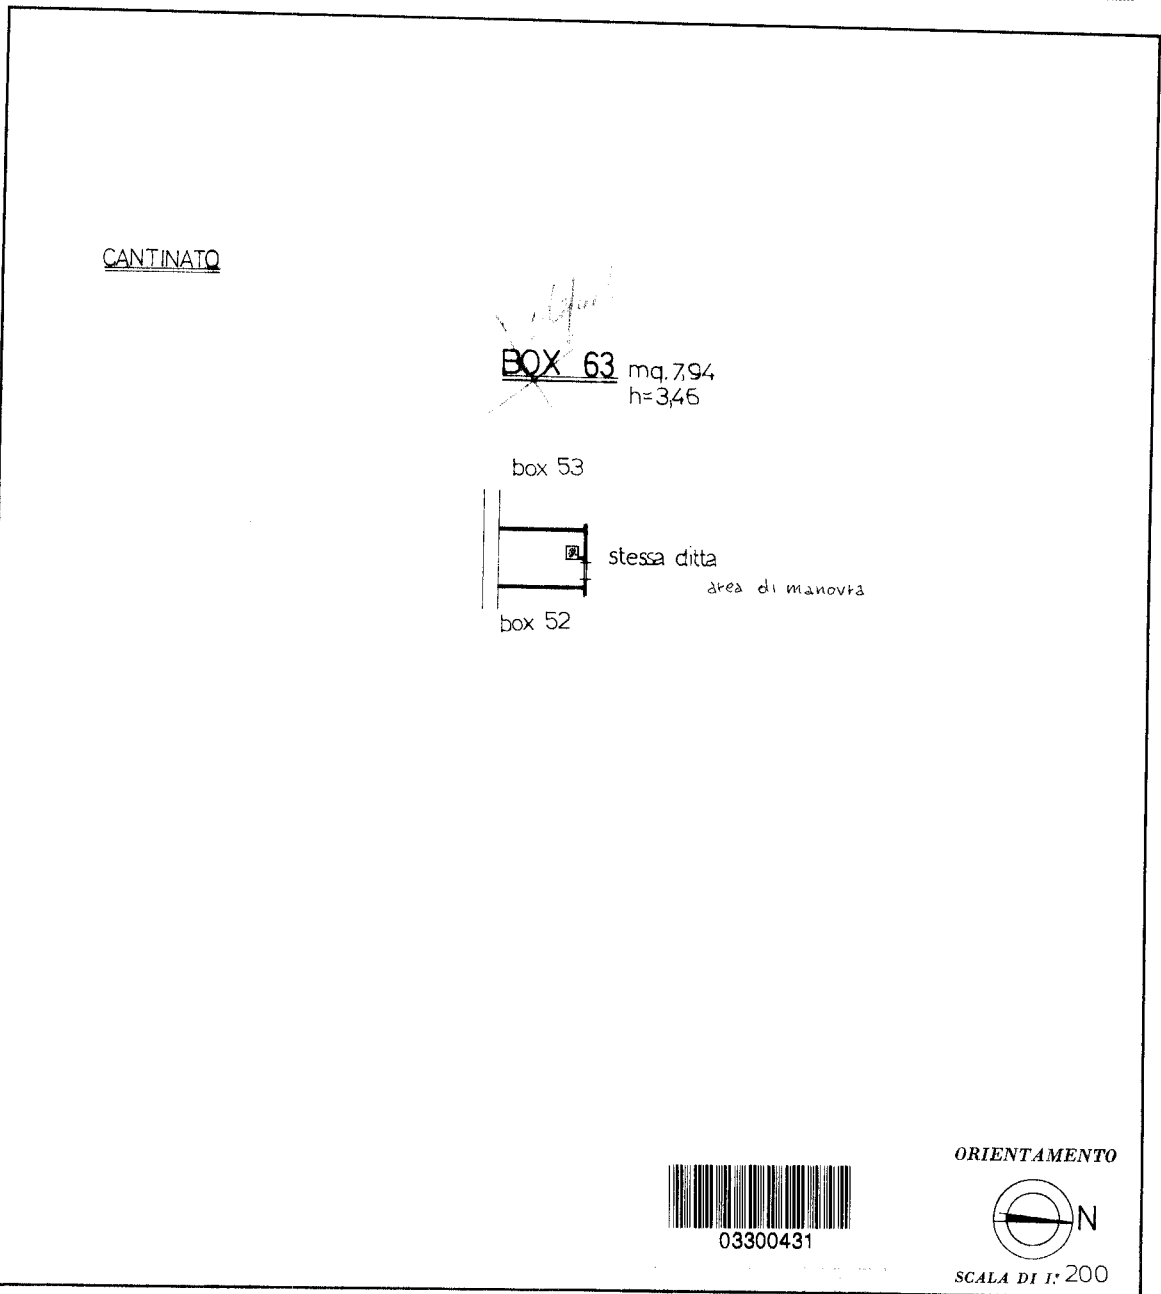 CANTINATO
BOX 63 mq. 7,94
h=3,46
box 53
stessa ditta
area di manovra
box 52
ORIENTAMENTO
N
03300431
SCALA DI 1: 200